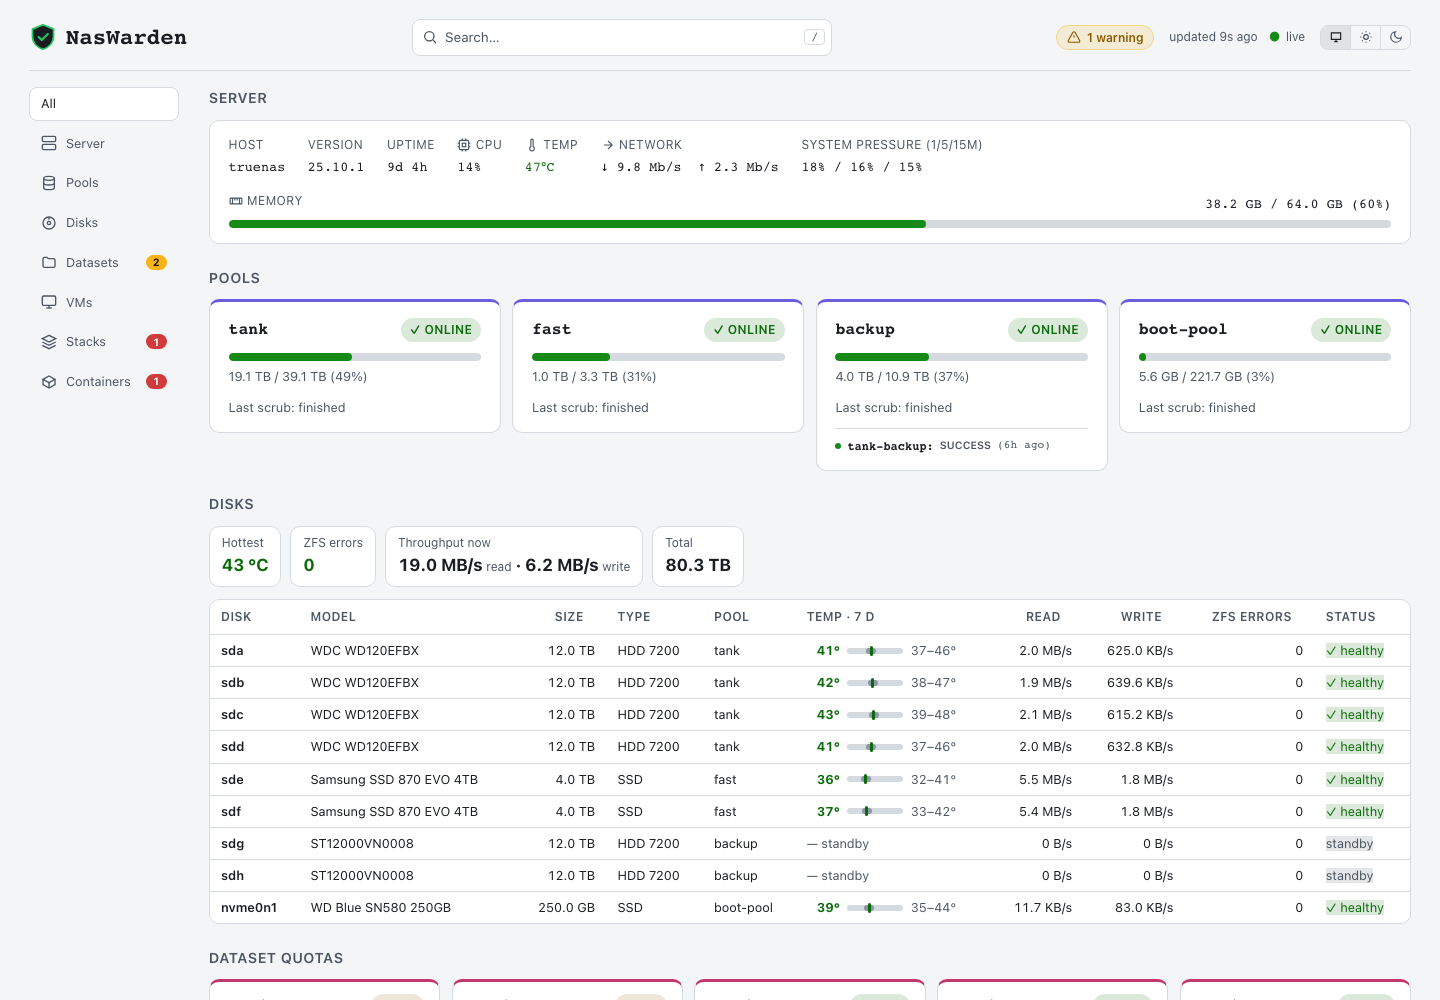 NasWarden
Search...
/
1 warning
updated 9s ago
live
All
Server
Pools
Disks
Datasets 2
VMs
Stacks 1
Containers 1
SERVER
HOST VERSION UPTIME CPU TEMP NETWORK SYSTEM PRESSURE (1/5/15M)
truenas 25.10.1 9d 4h 14% 47°C ↓ 9.8 Mb/s ↑ 2.3 Mb/s 18% / 16% / 15%
MEMORY 38.2 GB / 64.0 GB (60%)
POOLS
tank ✓ ONLINE
19.1 TB / 39.1 TB (49%)
Last scrub: finished
fast ✓ ONLINE
1.0 TB / 3.3 TB (31%)
Last scrub: finished
backup ✓ ONLINE
4.0 TB / 10.9 TB (37%)
Last scrub: finished
tank-backup: SUCCESS (6h ago)
boot-pool ✓ ONLINE
5.6 GB / 221.7 GB (3%)
Last scrub: finished
DISKS
Hottest
43 °C
ZFS errors
0
Throughput now
19.0 MB/s read · 6.2 MB/s write
Total
80.3 TB
DISK MODEL SIZE TYPE POOL TEMP · 7 D READ WRITE ZFS ERRORS STATUS
sda WDC WD120EFBX 12.0 TB HDD 7200 tank 41° 37–46° 2.0 MB/s 625.0 KB/s 0 ✓ healthy
sdb WDC WD120EFBX 12.0 TB HDD 7200 tank 42° 38–47° 1.9 MB/s 639.6 KB/s 0 ✓ healthy
sdc WDC WD120EFBX 12.0 TB HDD 7200 tank 43° 39–48° 2.1 MB/s 615.2 KB/s 0 ✓ healthy
sdd WDC WD120EFBX 12.0 TB HDD 7200 tank 41° 37–46° 2.0 MB/s 632.8 KB/s 0 ✓ healthy
sde Samsung SSD 870 EVO 4TB 4.0 TB SSD fast 36° 32–41° 5.5 MB/s 1.8 MB/s 0 ✓ healthy
sdf Samsung SSD 870 EVO 4TB 4.0 TB SSD fast 37° 33–42° 5.4 MB/s 1.8 MB/s 0 ✓ healthy
sdg ST12000VN0008 12.0 TB HDD 7200 backup — standby 0 B/s 0 B/s 0 standby
sdh ST12000VN0008 12.0 TB HDD 7200 backup — standby 0 B/s 0 B/s 0 standby
nvme0n1 WD Blue SN580 250GB 250.0 GB SSD boot-pool 39° 35–44° 11.7 KB/s 83.0 KB/s 0 ✓ healthy
DATASET QUOTAS